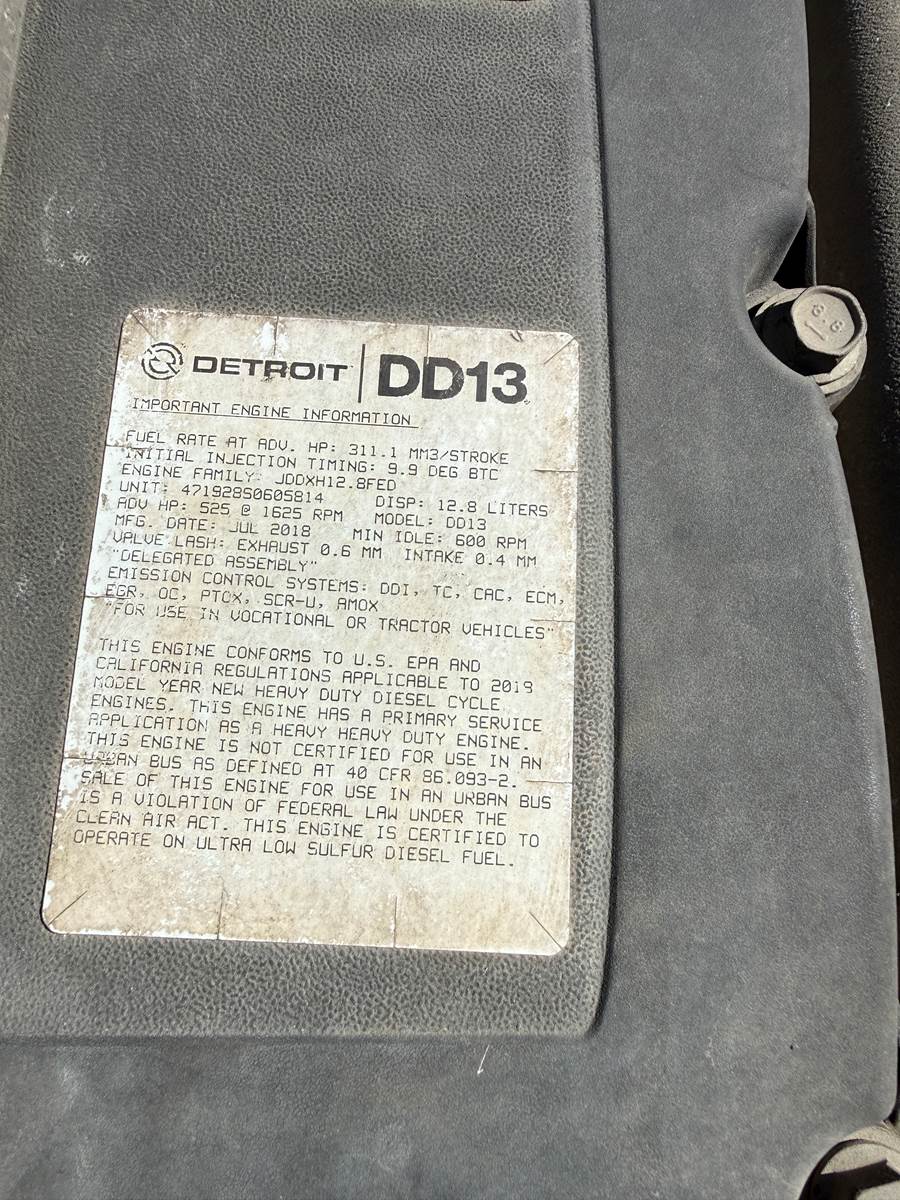 DETROIT DD13
IMPORTANT ENGINE INFORMATION
FUEL RATE AT ADV. HP: 311.1 MM3/STROKE
INITIAL INJECTION TIMING: 9.9 DEG BTC
ENGINE FAMILY: JDDXH12.8FED
UNIT: 471928S0605814 DISP: 12.8 LITERS
ADV HP: 525 @ 1625 RPM MODEL: DD13
MFG. DATE: JUL 2018 MIN IDLE: 600 RPM
VALVE LASH: EXHAUST 0.6 MM INTAKE 0.4 MM
"DELEGATED ASSEMBLY"
EMISSION CONTROL SYSTEMS: DDI, TC, CAC, ECM,
EGR, OC, PTOX, SCR-U, AMOX
"FOR USE IN VOCATIONAL OR TRACTOR VEHICLES"
THIS ENGINE CONFORMS TO U.S. EPA AND
CALIFORNIA REGULATIONS APPLICABLE TO 2019
MODEL YEAR NEW HEAVY DUTY DIESEL CYCLE
ENGINES. THIS ENGINE HAS A PRIMARY SERVICE
APPLICATION AS A HEAVY HEAVY DUTY ENGINE.
THIS ENGINE IS NOT CERTIFIED FOR USE IN AN
URBAN BUS AS DEFINED AT 40 CFR 86.093-2.
SALE OF THIS ENGINE FOR USE IN AN URBAN BUS
IS A VIOLATION OF FEDERAL LAW UNDER THE
CLEAN AIR ACT. THIS ENGINE IS CERTIFIED TO
OPERATE ON ULTRA LOW SULFUR DIESEL FUEL.
8.8